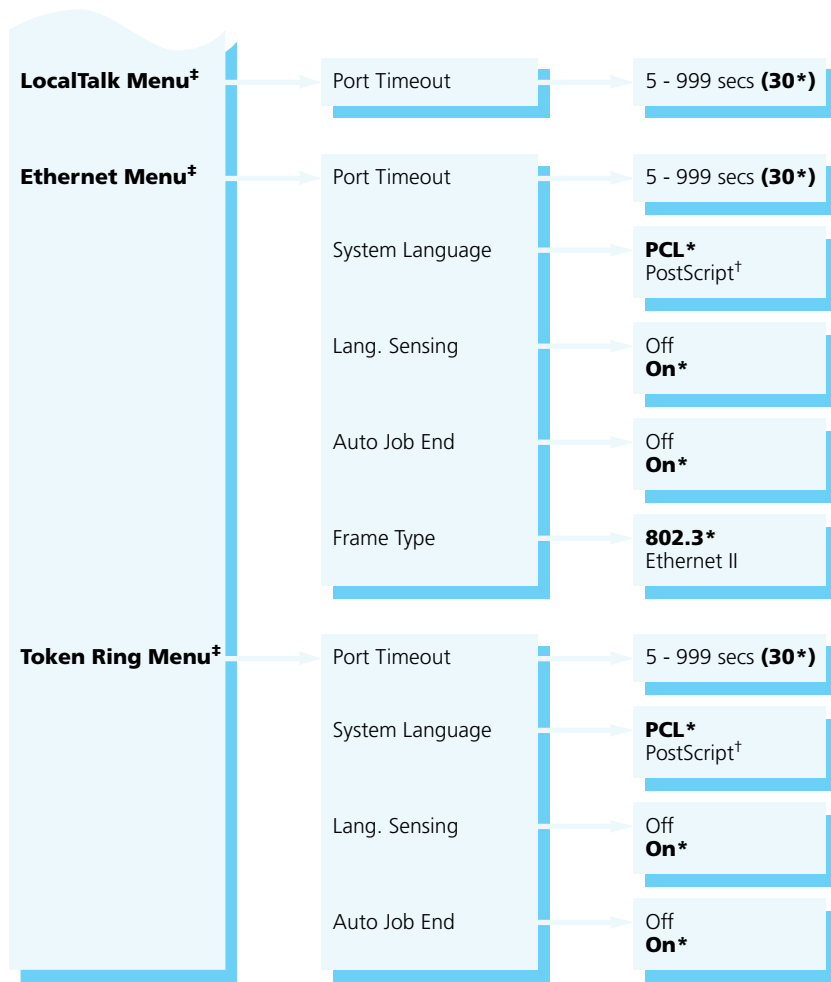 LocalTalk Menu‡ Port Timeout 5 - 999 secs (30*)
Ethernet Menu‡ Port Timeout 5 - 999 secs (30*)
System Language PCL*
PostScript†
Lang. Sensing Off
On*
Auto Job End Off
On*
Frame Type 802.3*
Ethernet II
Token Ring Menu‡ Port Timeout 5 - 999 secs (30*)
System Language PCL*
PostScript†
Lang. Sensing Off
On*
Auto Job End Off
On*